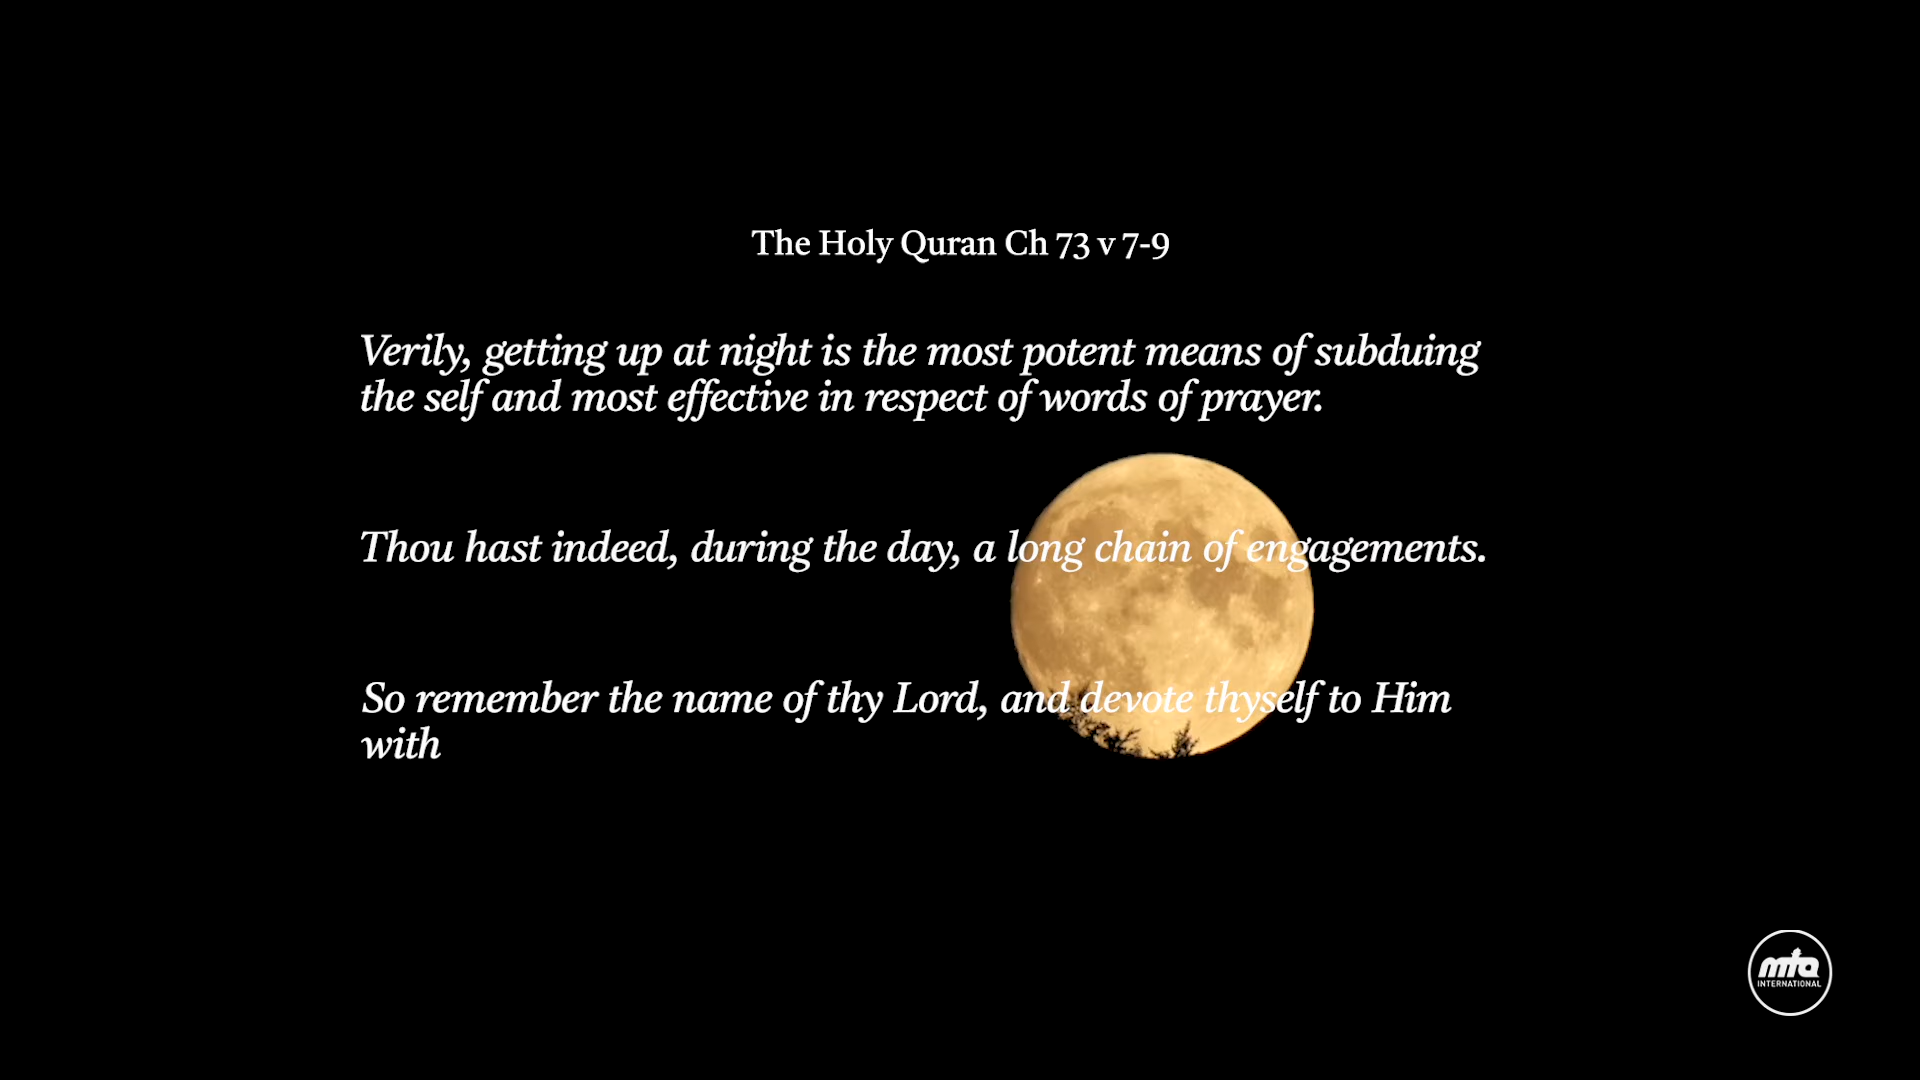 The Holy Quran Ch 73 v 7-9
Verily, getting up at night is the most potent means of subduing
the self and most effective in respect of words of prayer.
Thou hast indeed, during the day, a long chain of engagements.
So remember the name of thy Lord, and devote thyself to Him
with
mta
INTERNATIONAL